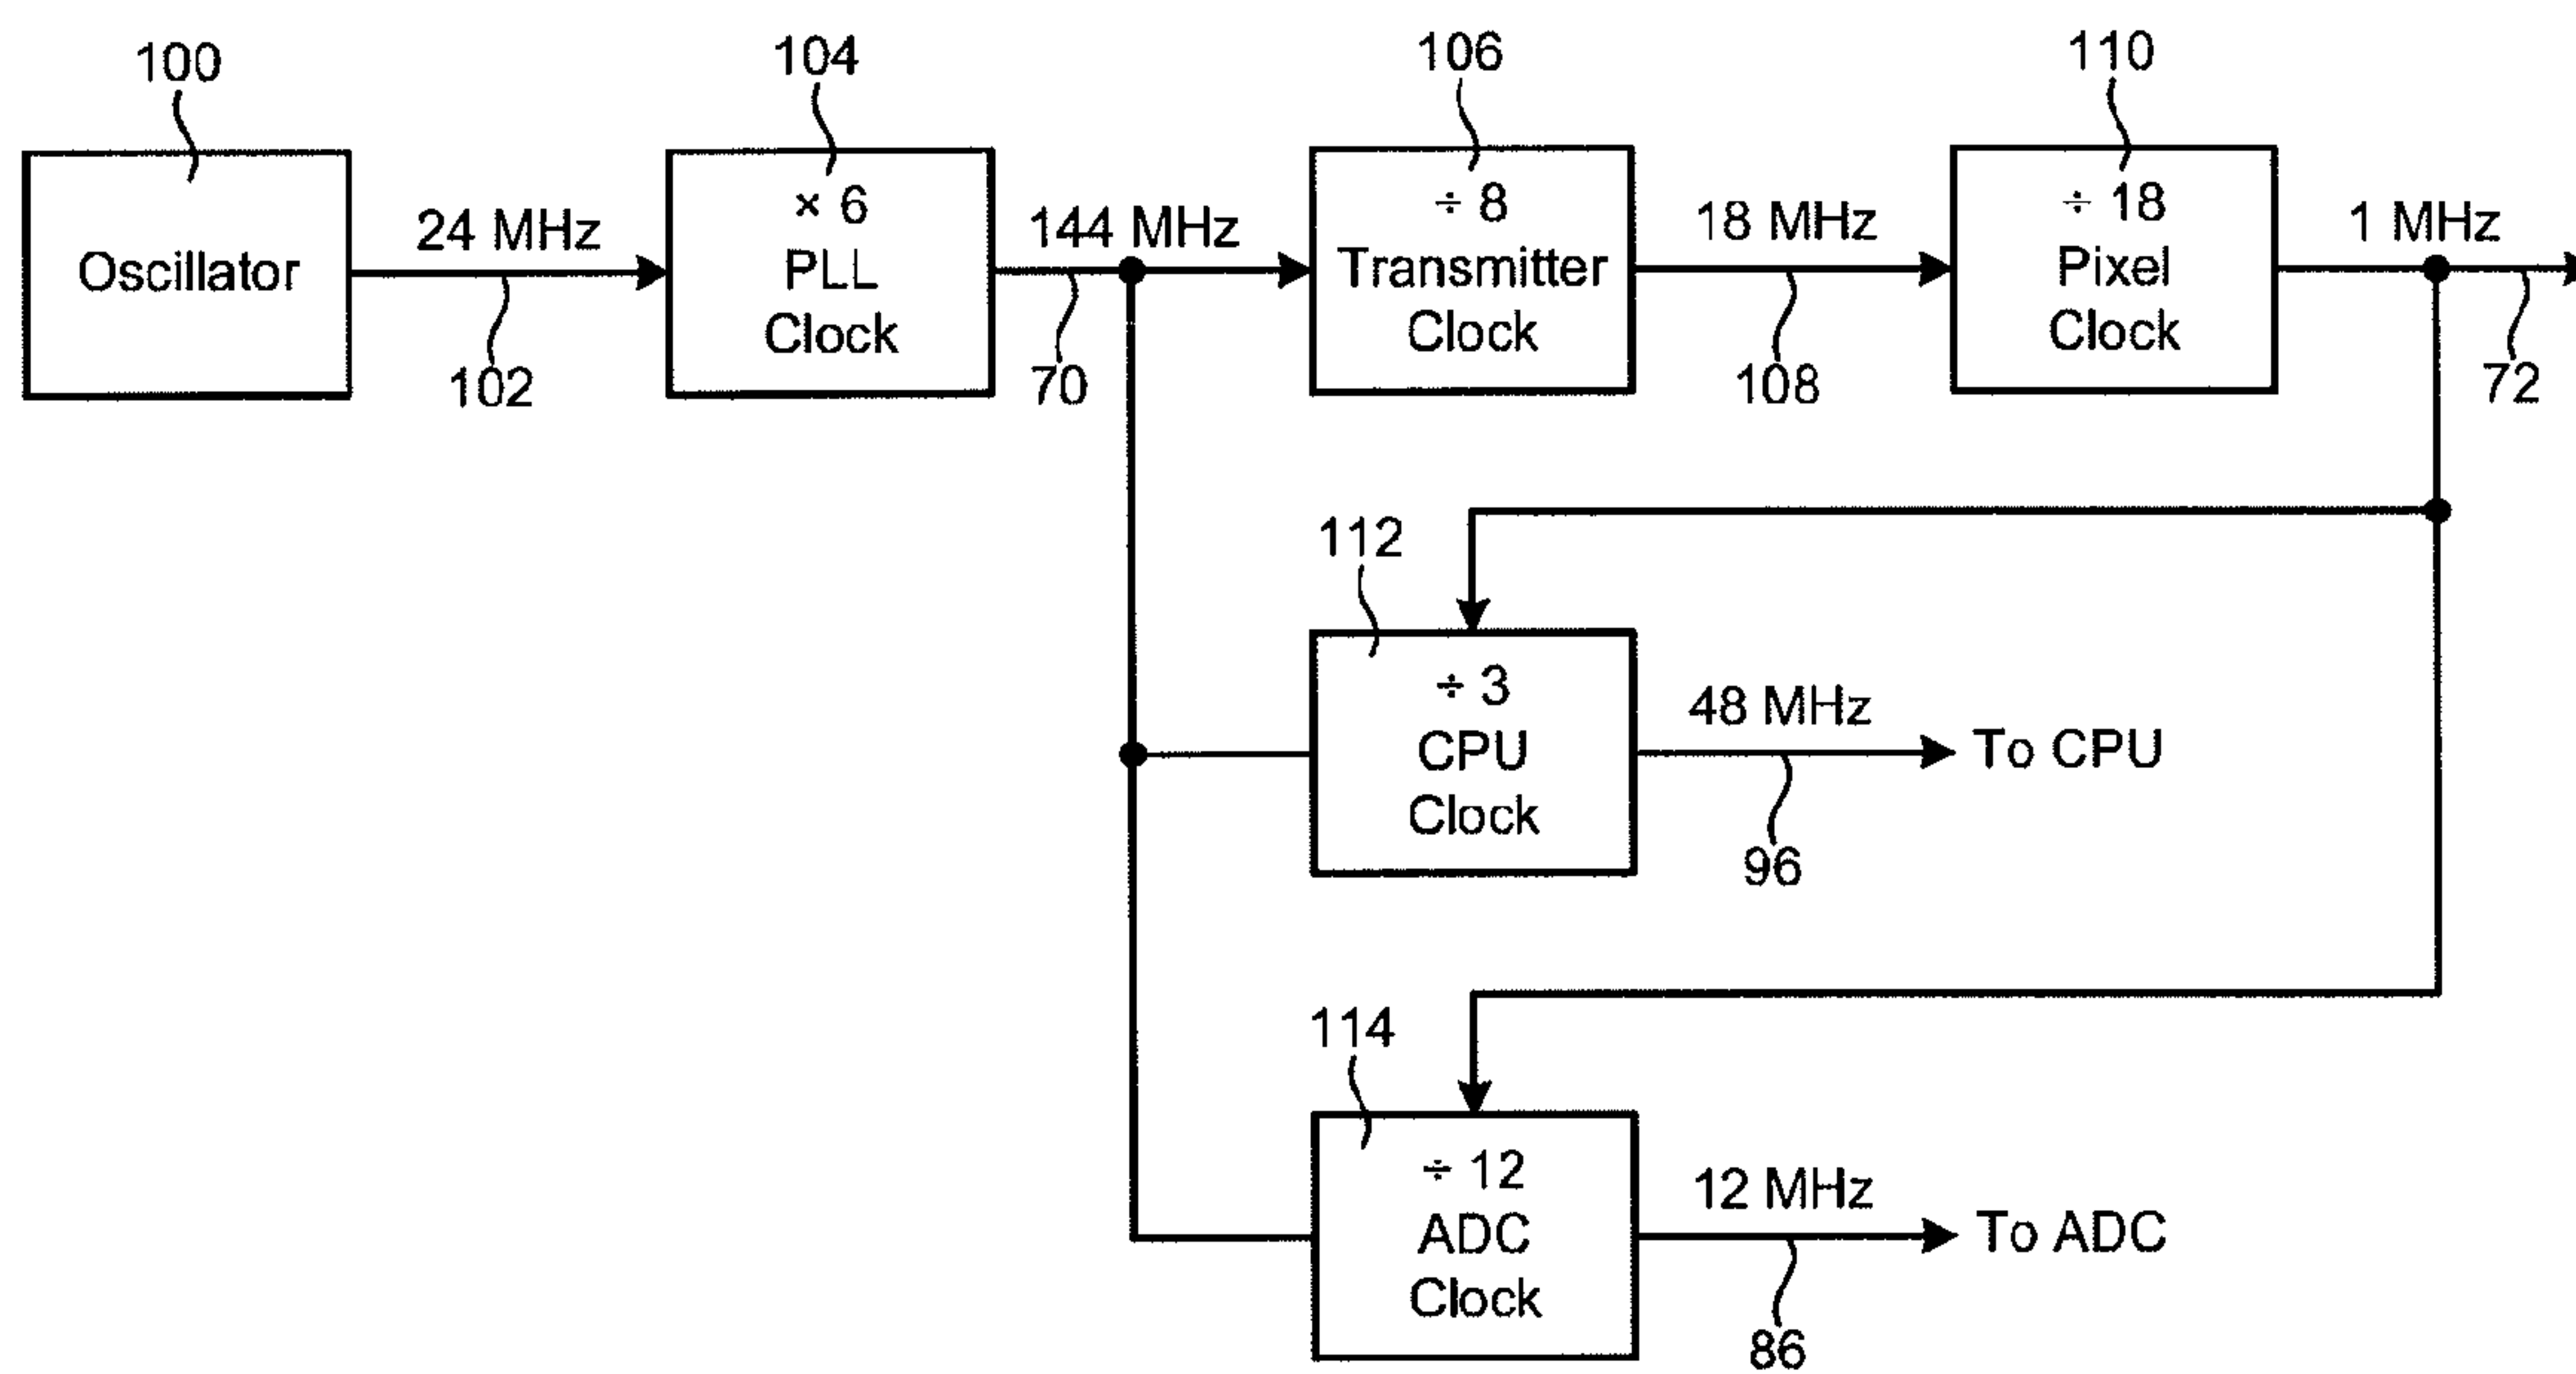 100
104
106
110
Oscillator
24 MHz
102
× 6
PLL
Clock
144 MHz
70
÷ 8
Transmitter
Clock
18 MHz
108
÷ 18
Pixel
Clock
1 MHz
72
112
÷ 3
CPU
Clock
48 MHz
96
To CPU
114
÷ 12
ADC
Clock
12 MHz
86
To ADC